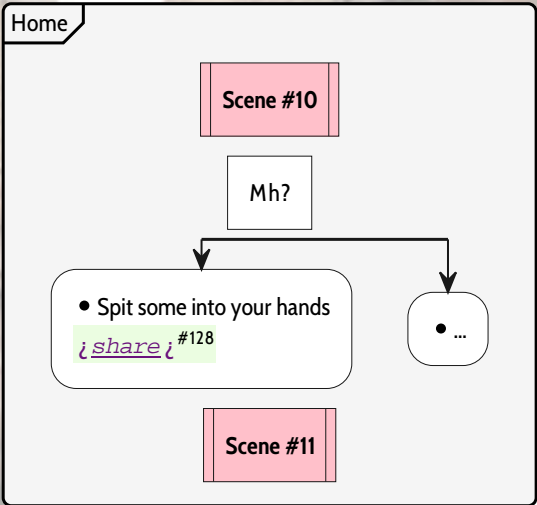 Home
Scene #10
Mh?
• Spit some into your hands
¿share¿#128
• ...
Scene #11